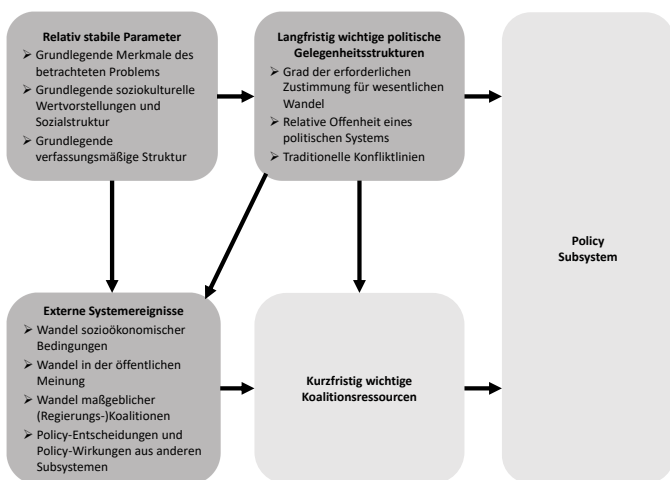 Relativ stabile Parameter
➢ Grundlegende Merkmale des
betrachteten Problems
➢ Grundlegende soziokulturelle
Wertvorstellungen und
Sozialstruktur
➢ Grundlegende
verfassungsmäßige Struktur
Langfristig wichtige politische
Gelegenheitsstrukturen
➢ Grad der erforderlichen
Zustimmung für wesentlichen
Wandel
➢ Relative Offenheit eines
politischen Systems
➢ Traditionelle Konfliktlinien
Policy
Subsystem
Externe Systemereignisse
➢ Wandel sozioökonomischer
Bedingungen
➢ Wandel in der öffentlichen
Meinung
➢ Wandel maßgeblicher
(Regierungs-)Koalitionen
➢ Policy-Entscheidungen und
Policy-Wirkungen aus anderen
Subsystemen
Kurzfristig wichtige
Koalitionsressourcen